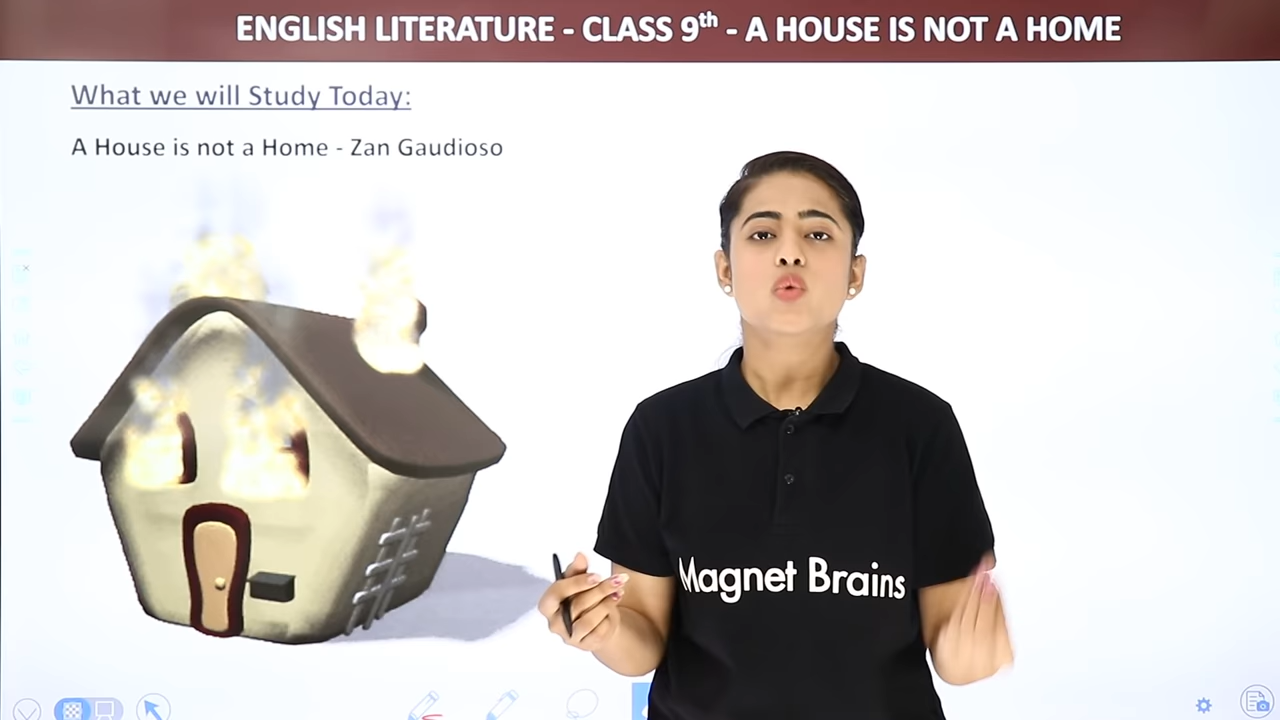 ENGLISH LITERATURE - CLASS 9th - A HOUSE IS NOT A HOME
What we will Study Today:
A House is not a Home - Zan Gaudioso
Magnet Brains